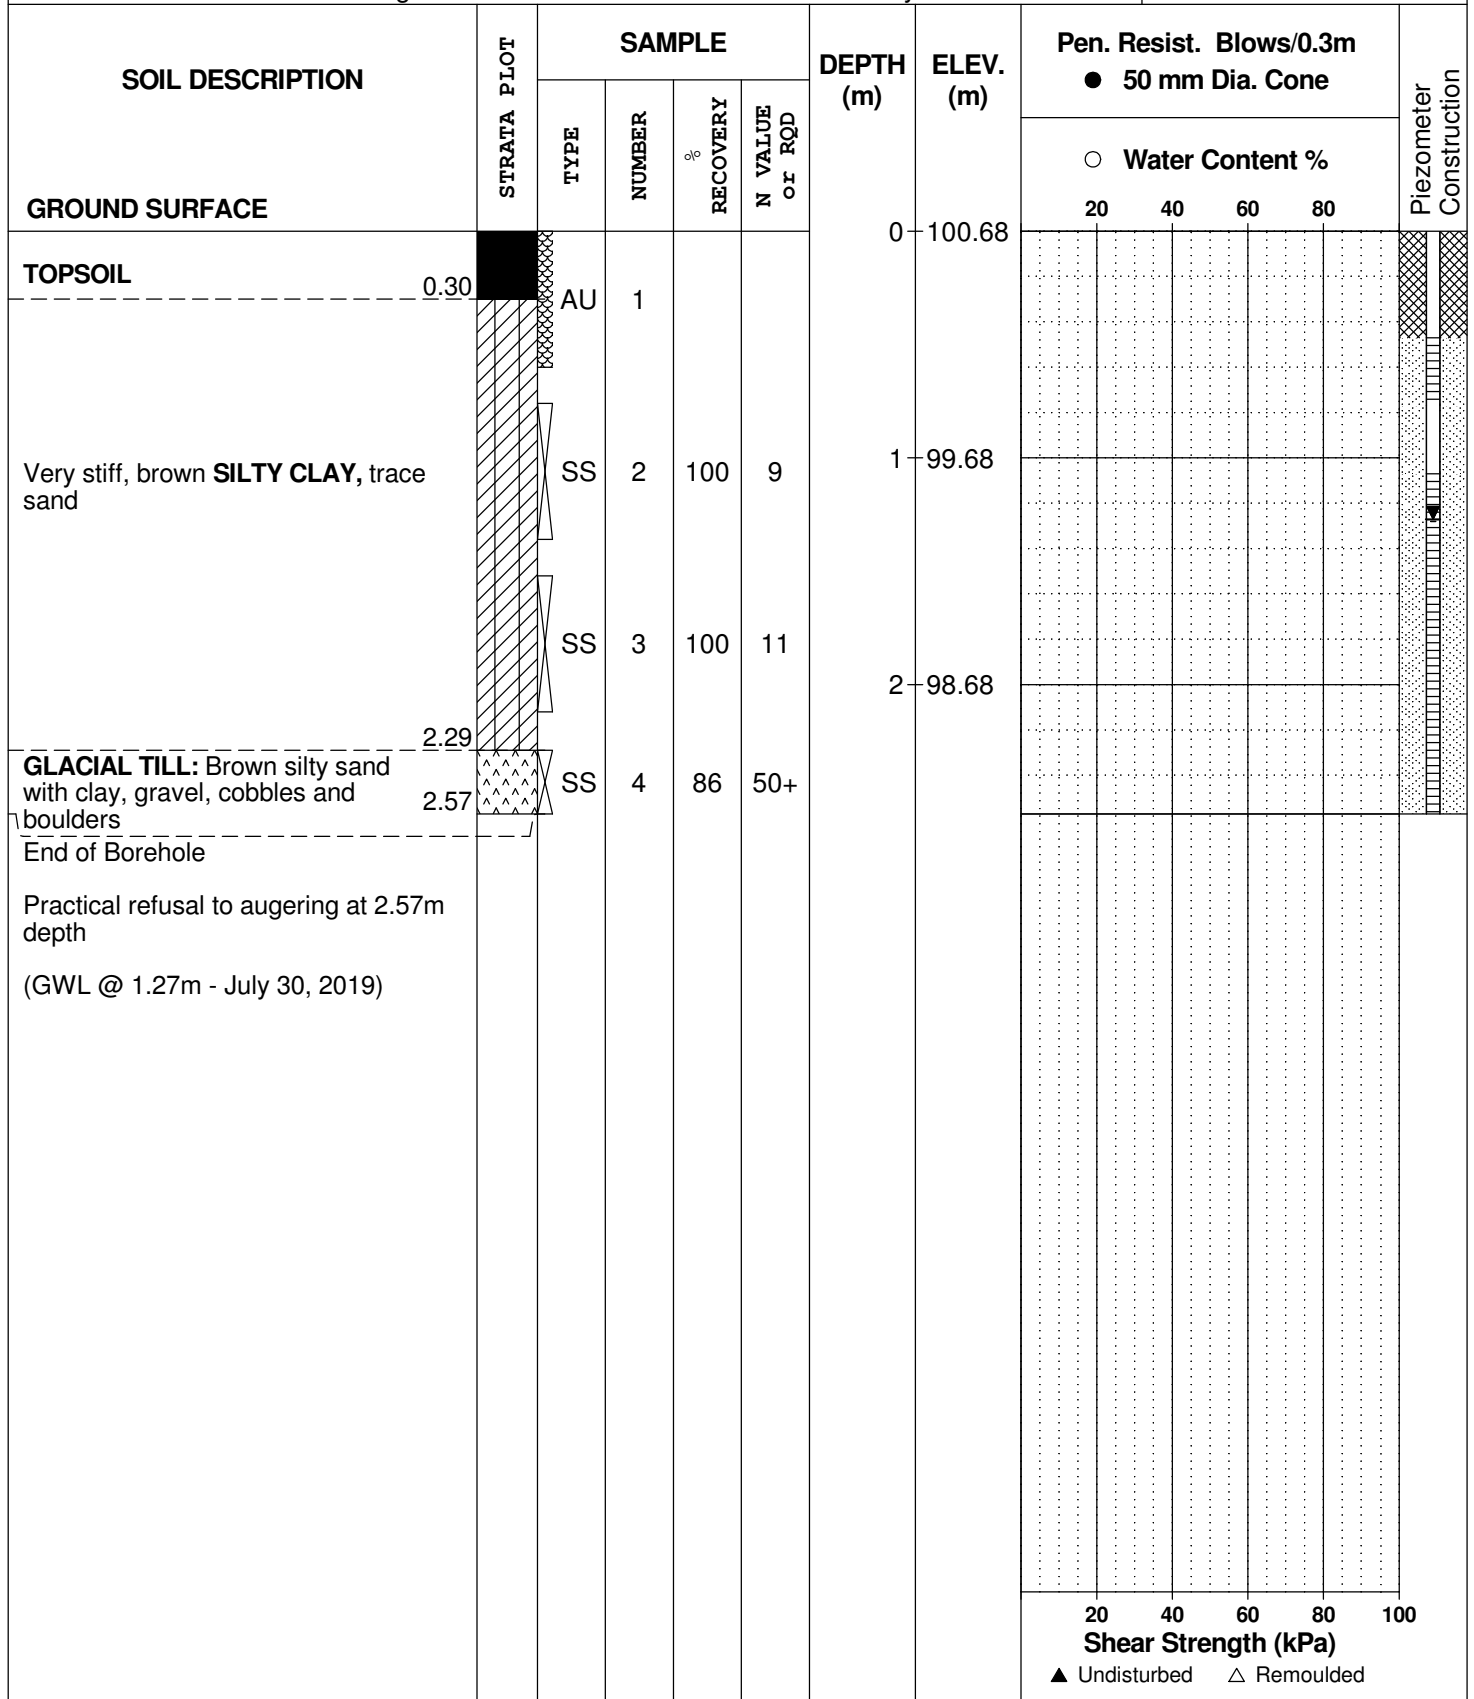 SOIL DESCRIPTION
GROUND SURFACE
STRATA PLOT
SAMPLE
TYPE
NUMBER
%
RECOVERY
N VALUE
or RQD
DEPTH
(m)
ELEV.
(m)
Pen. Resist. Blows/0.3m
● 50 mm Dia. Cone
○ Water Content %
20 40 60 80
Piezometer
Construction
0 100.68
TOPSOIL
0.30
AU 1
Very stiff, brown SILTY CLAY, trace
sand
SS 2 100 9
1 99.68
SS 3 100 11
2 98.68
2.29
GLACIAL TILL: Brown silty sand
with clay, gravel, cobbles and
boulders
2.57
SS 4 86 50+
End of Borehole
Practical refusal to augering at 2.57m
depth
(GWL @ 1.27m - July 30, 2019)
20 40 60 80 100
Shear Strength (kPa)
▲ Undisturbed △ Remoulded